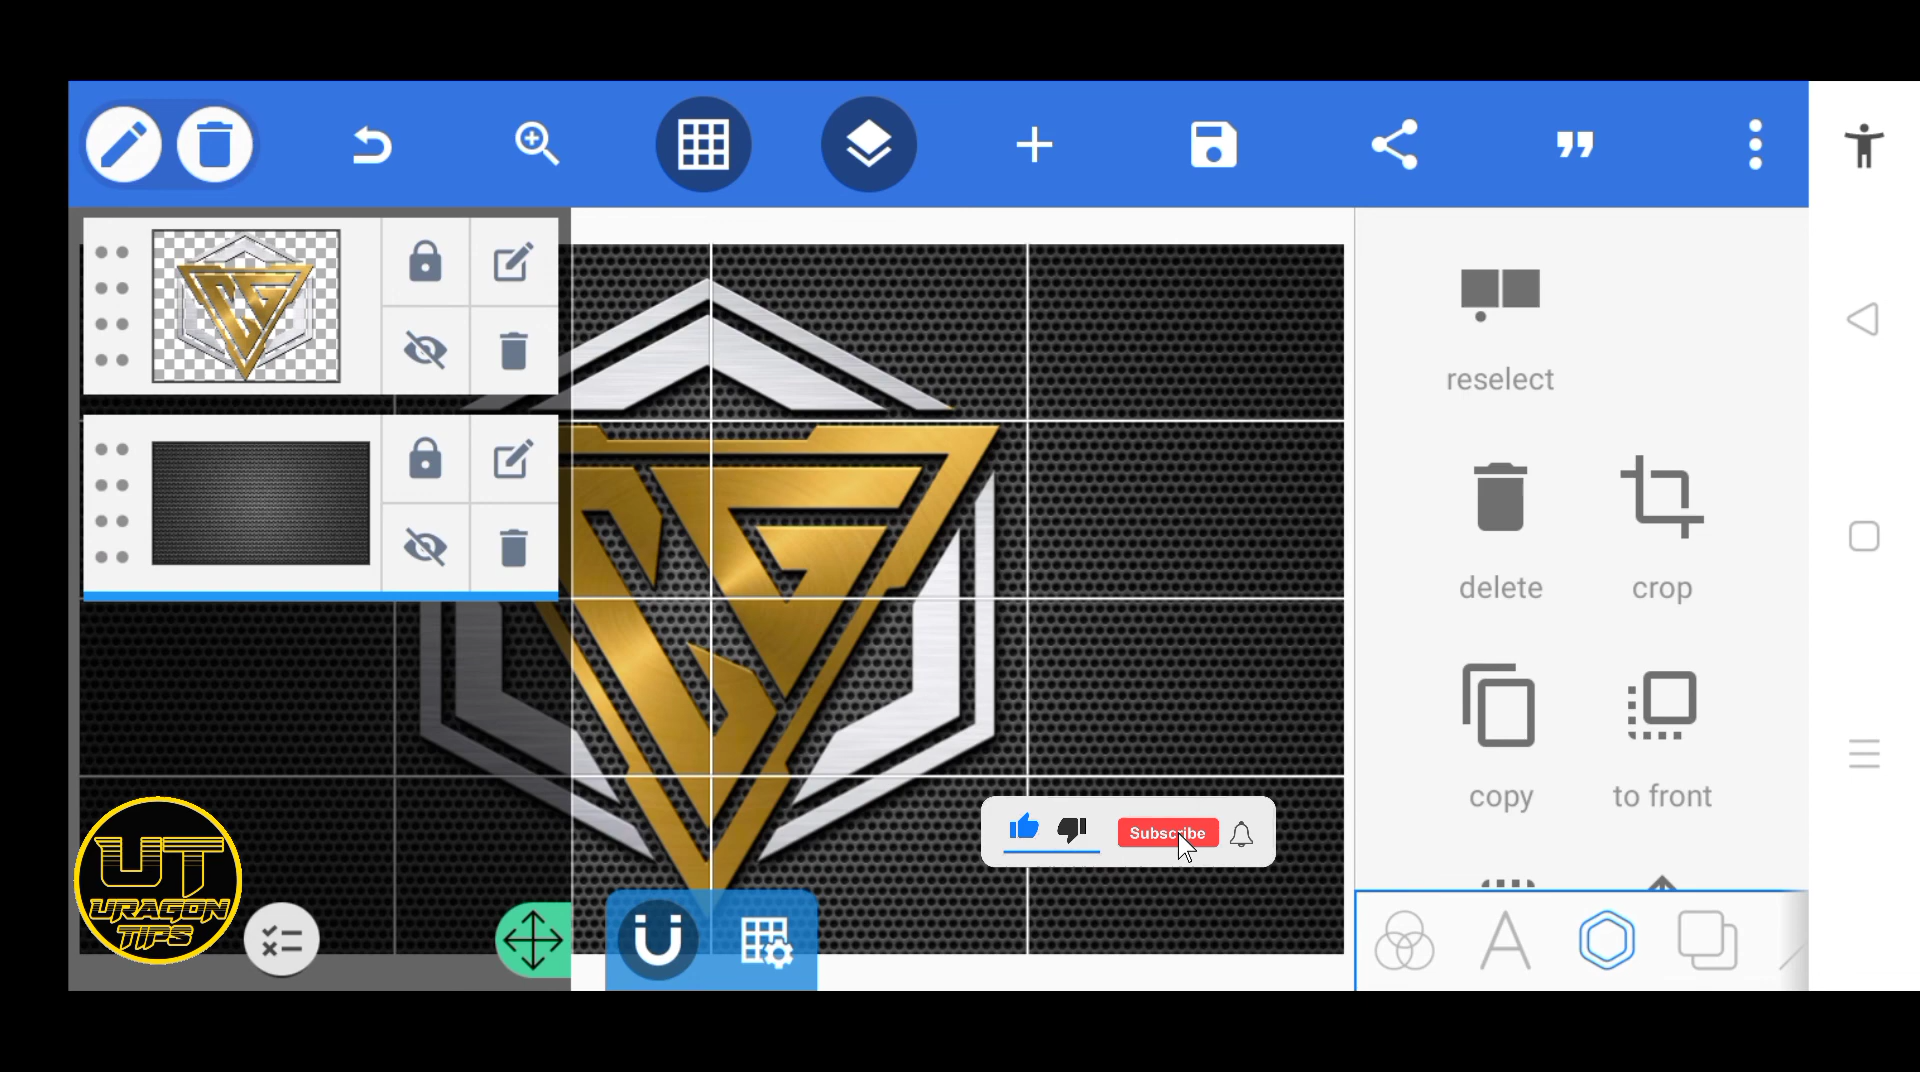 reselect
delete
crop
copy
to front
Subscribe
UT
URAGON
TIPS